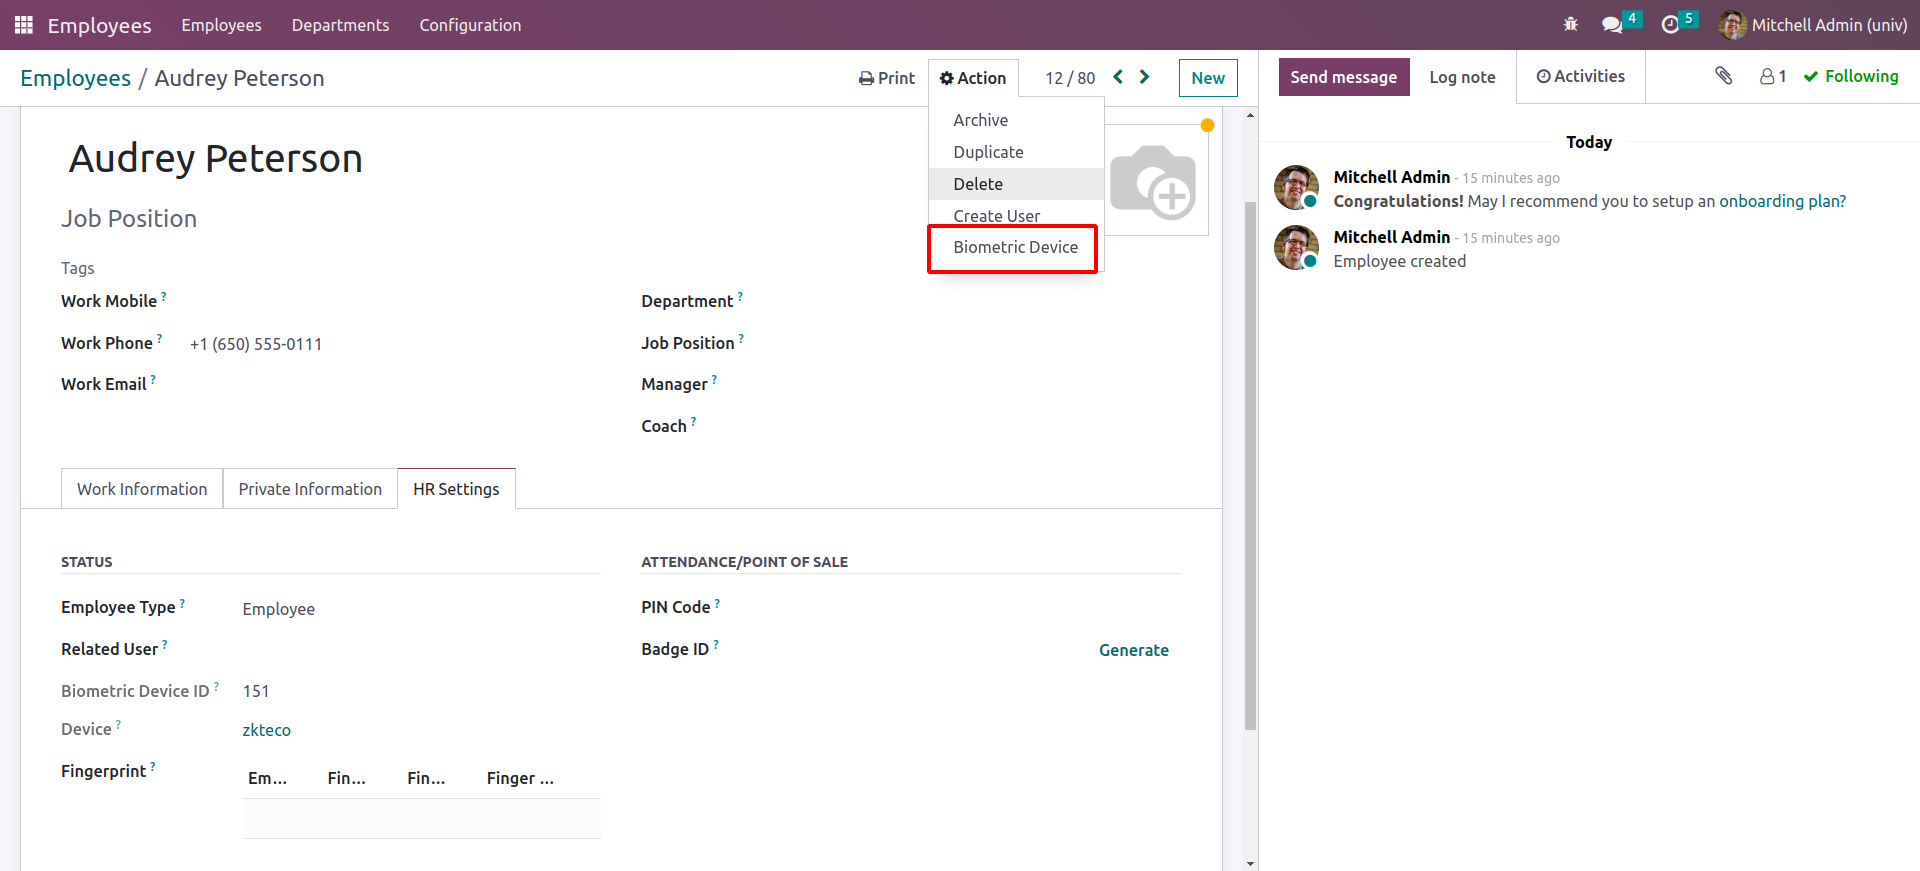 Employees Employees Departments Configuration 4 5 Mitchell Admin (univ)
Employees / Audrey Peterson Print Action 12 / 80 New Send message Log note Activities 1 Following
Archive
Duplicate
Delete
Create User
Biometric Device
Audrey Peterson
Job Position
Tags
Work Mobile ?
Work Phone ? +1 (650) 555-0111
Work Email ?
Department ?
Job Position ?
Manager ?
Coach ?
Work Information Private Information HR Settings
STATUS
Employee Type ? Employee
Related User ?
Biometric Device ID ? 151
Device ? zkteco
Fingerprint ? Em... Fin... Fin... Finger ...
ATTENDANCE/POINT OF SALE
PIN Code ?
Badge ID ? Generate
Today
Mitchell Admin - 15 minutes ago
Congratulations! May I recommend you to setup an onboarding plan?
Mitchell Admin - 15 minutes ago
Employee created